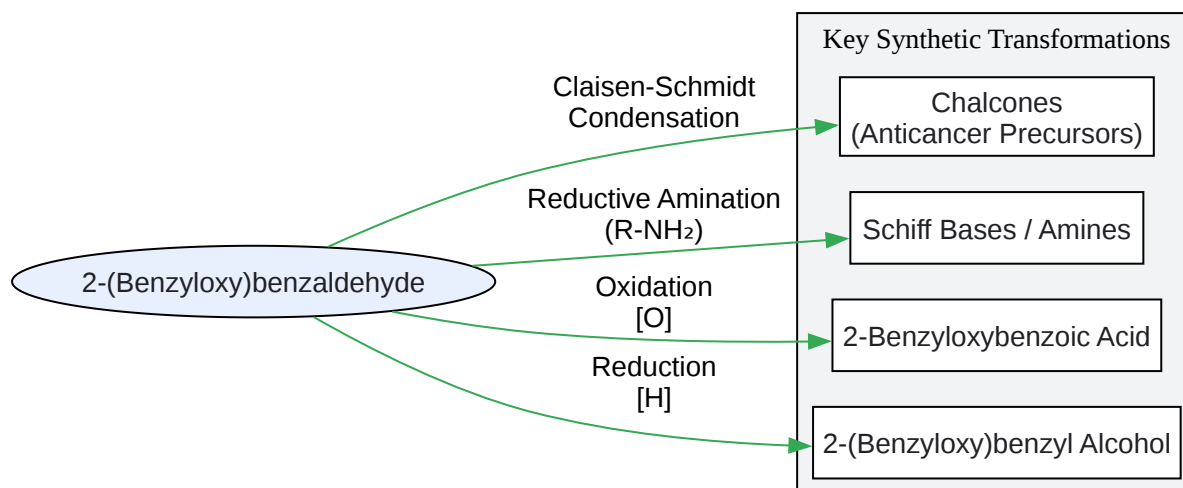 Key Synthetic Transformations
Claisen-Schmidt
Condensation
Chalcones
(Anticancer Precursors)
Reductive Amination
(R-NH₂)
Schiff Bases / Amines
2-(Benzyloxy)benzaldehyde
Oxidation
[O]
2-Benzyloxybenzoic Acid
Reduction
[H]
2-(Benzyloxy)benzyl Alcohol